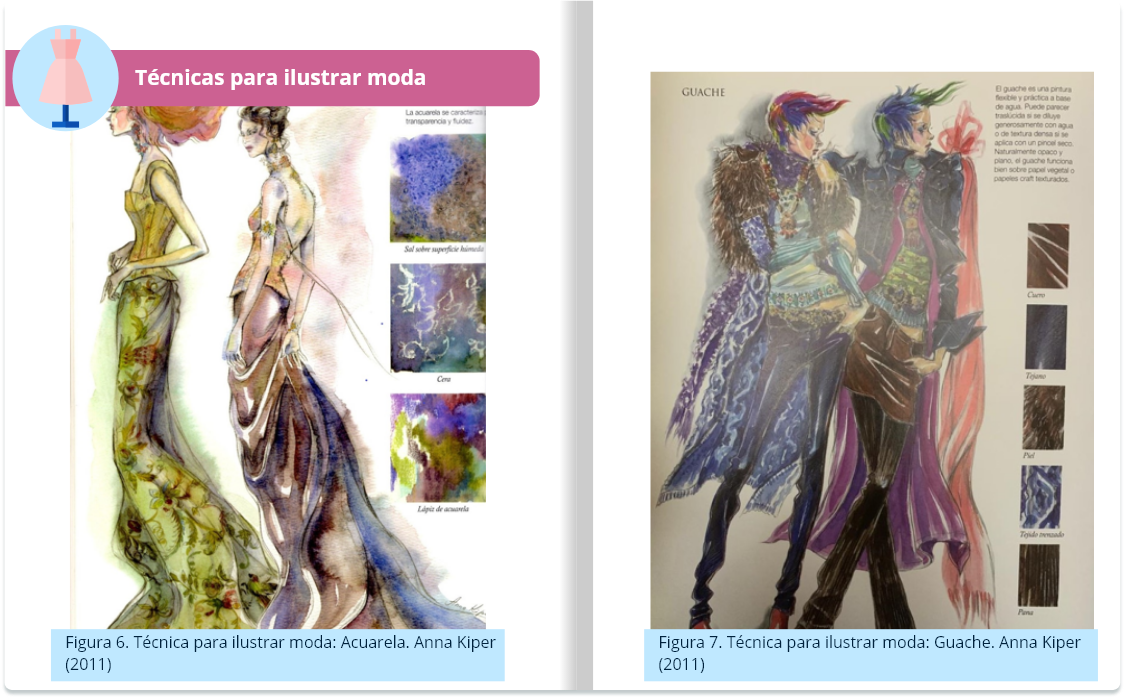 Técnicas para ilustrar moda
La acuarela se caracteriza
transparencia y fluidez.
Sal sobre superficie húmeda
Cera
Lápiz de acuarela
Figura 6. Técnica para ilustrar moda: Acuarela. Anna Kiper
(2011)
GUACHE
El guache es una pintura
flexible y práctica a base
de agua. Puede parecer
traslúcida si se diluye
generosamente con agua
o de textura densa si se
aplica con un pincel seco.
Naturalmente opaco y
plano, el guache funciona
bien sobre papel vegetal o
papeles craft texturados.
Cuero
Tejano
Piel
Tejido trenzado
Pana
Figura 7. Técnica para ilustrar moda: Guache. Anna Kiper
(2011)